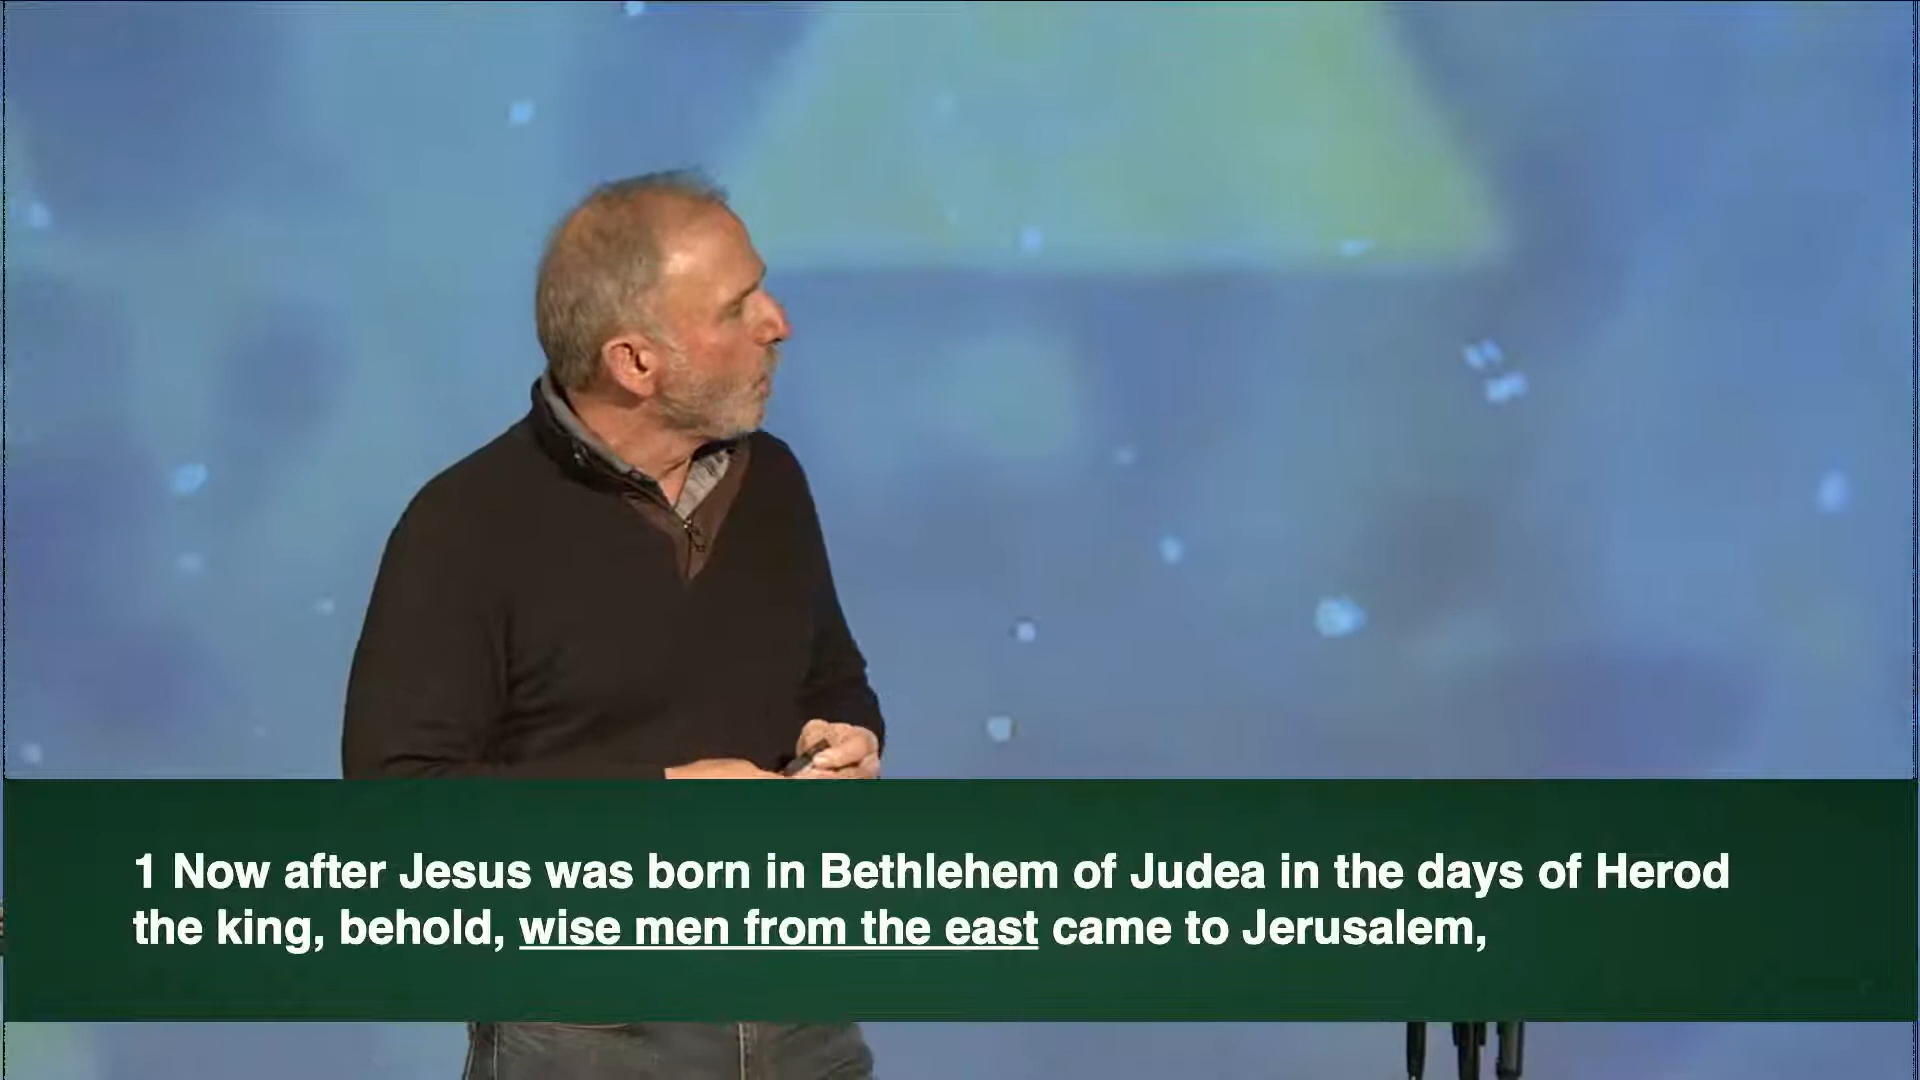 1 Now after Jesus was born in Bethlehem of Judea in the days of Herod
the king, behold, wise men from the east came to Jerusalem,